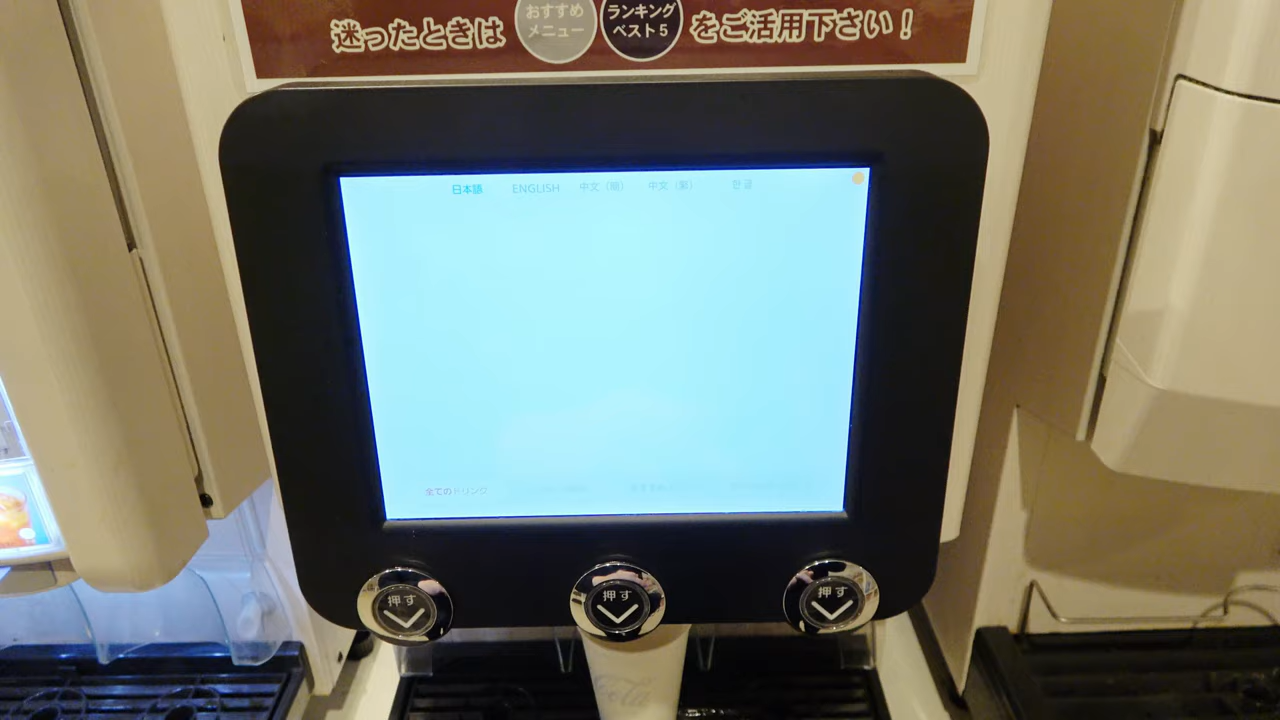 迷ったときは おすすめメニュー ランキングベスト5 をご活用下さい！
日本語 ENGLISH 中文（簡） 中文（繁） 한글
全てのドリンク
押す 押す 押す